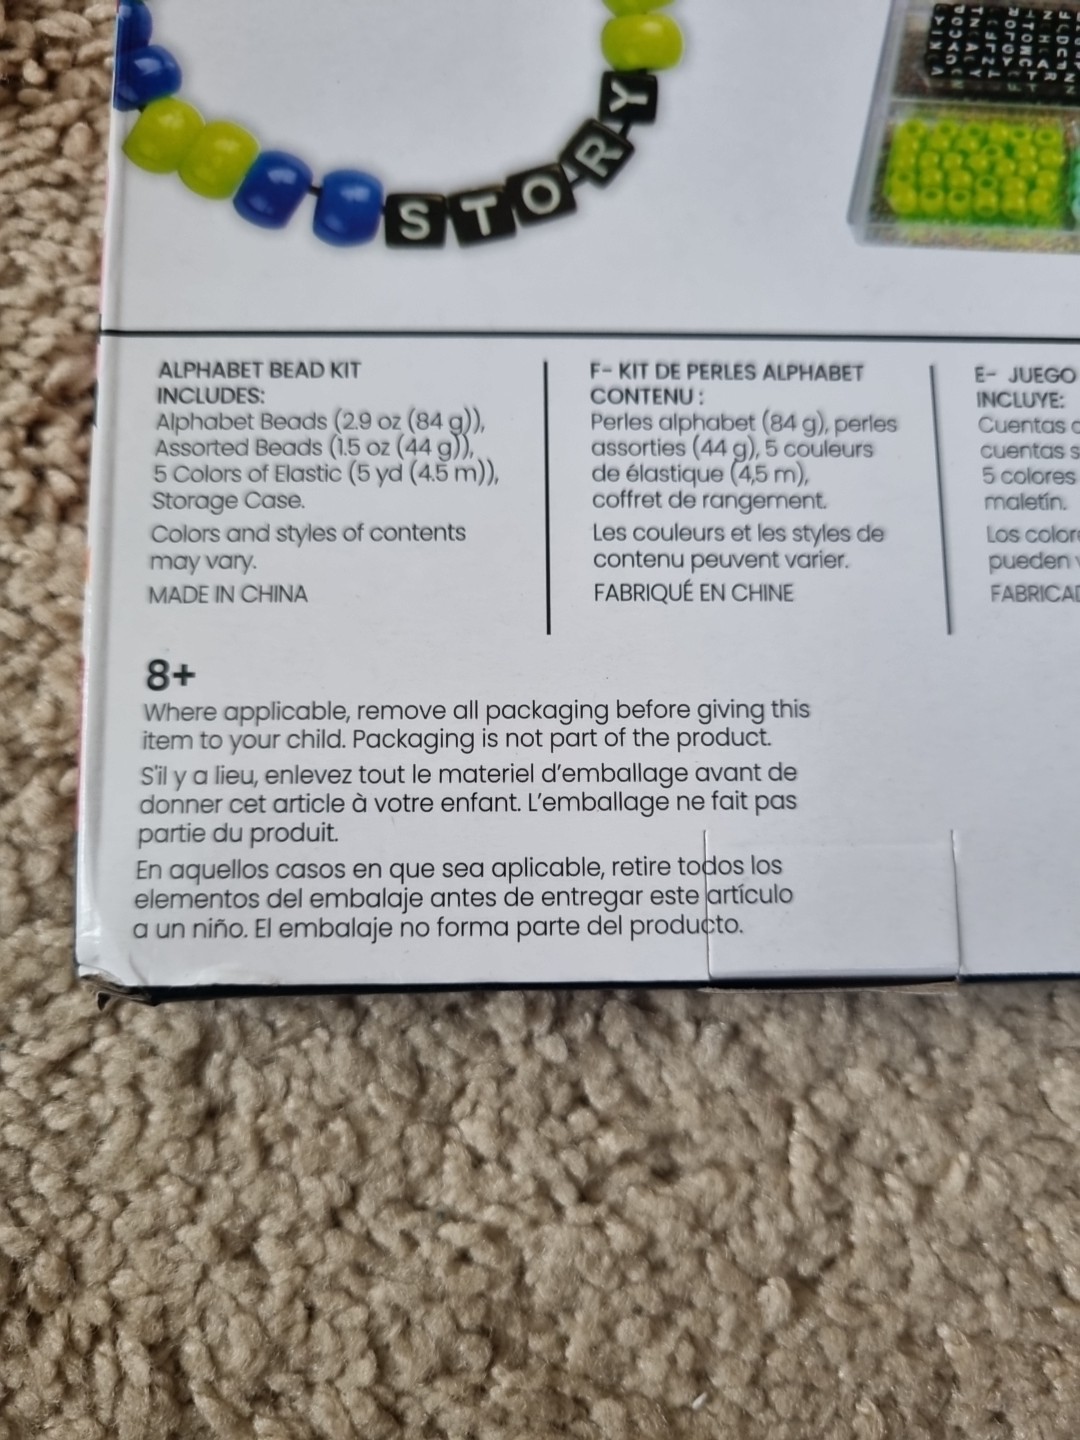 STORY
ALPHABET BEAD KIT
INCLUDES:
Alphabet Beads (2.9 oz (84 g)),
Assorted Beads (1.5 oz (44 g)),
5 Colors of Elastic (5 yd (4.5 m)),
Storage Case.
Colors and styles of contents
may vary.
MADE IN CHINA
F- KIT DE PERLES ALPHABET
CONTENU :
Perles alphabet (84 g), perles
assorties (44 g), 5 couleurs
de élastique (4,5 m),
coffret de rangement.
Les couleurs et les styles de
contenu peuvent varier.
FABRIQUÉ EN CHINE
E- JUEGO
INCLUYE:
Cuentas
cuentas
5 colores
maletín.
Los
pueden
8+
Where applicable, remove all packaging before giving this
item to your child. Packaging is not part of the product.
S'il y a lieu, enlevez tout le materiel d'emballage avant de
donner cet article à votre enfant. L'emballage ne fait pas
partie du produit.
En aquellos casos en que sea aplicable, retire todos los
elementos del embalaje antes de entregar este artículo
a un niño. El embalaje no forma parte del producto.